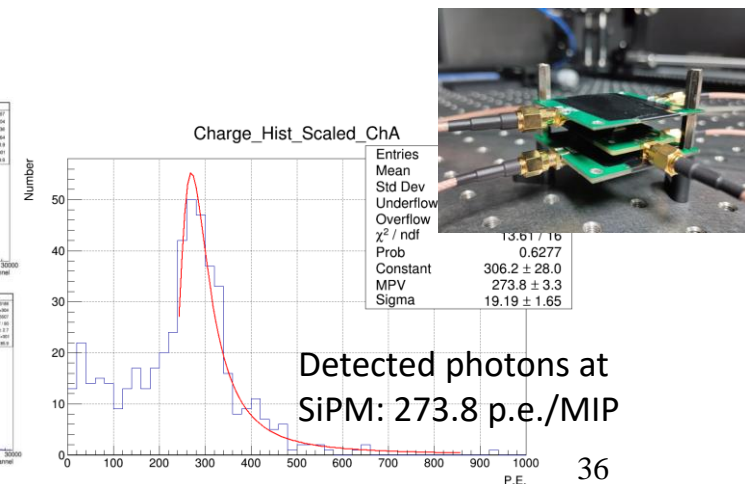 Charge_Hist_Scaled_ChA
Number
Entries
Mean
Std Dev
Underflow
Overflow
χ² / ndf 13.61 / 16
Prob 0.6277
Constant 306.2 ± 28.0
MPV 273.8 ± 3.3
Sigma 19.19 ± 1.65
50
40
30
20
10
0
Detected photons at
SiPM: 273.8 p.e./MIP
0 100 200 300 400 500 600 700 800 900 1000
P.E.
30000
30000
36